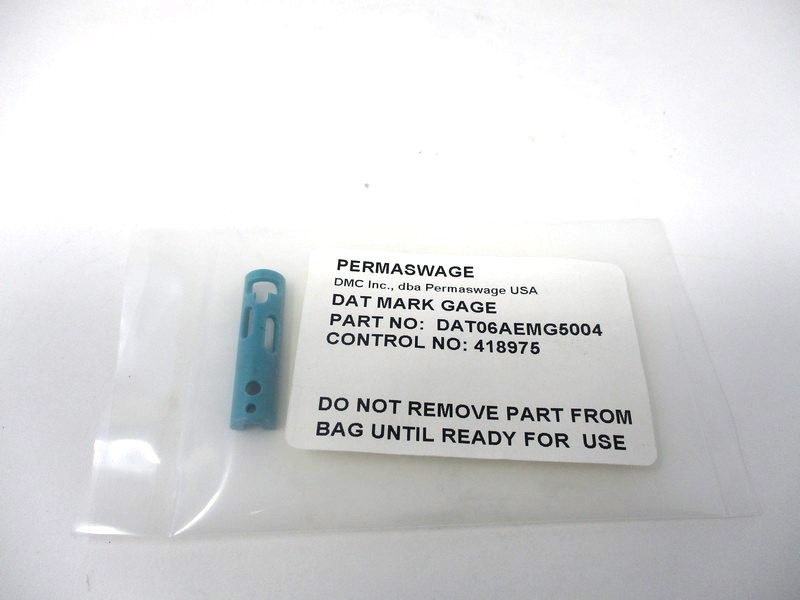 PERMASWAGE
DMC Inc., dba Permaswage USA
DAT MARK GAGE
PART NO: DAT06AEMG5004
CONTROL NO: 418975
DO NOT REMOVE PART FROM
BAG UNTIL READY FOR USE